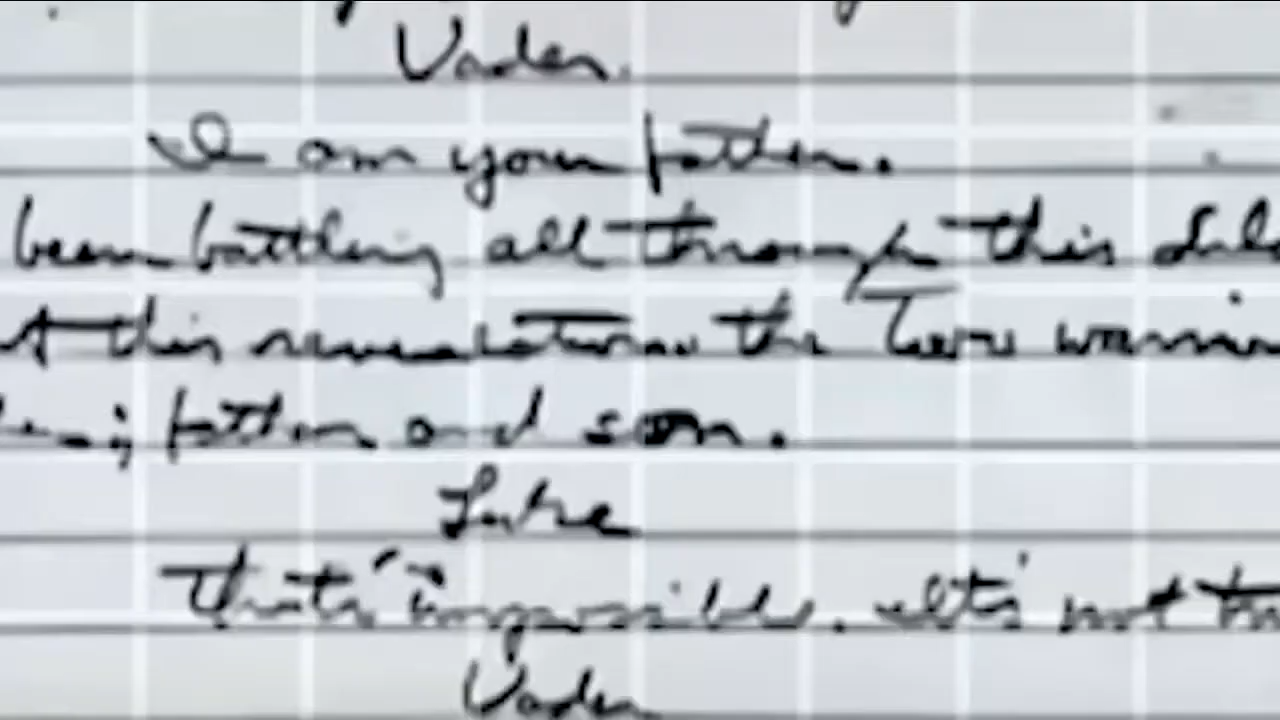 Vader.
I am your father.
been battling all through this
this revelation the two
; father and son.
Luke
That's impossible. It's not
Vader